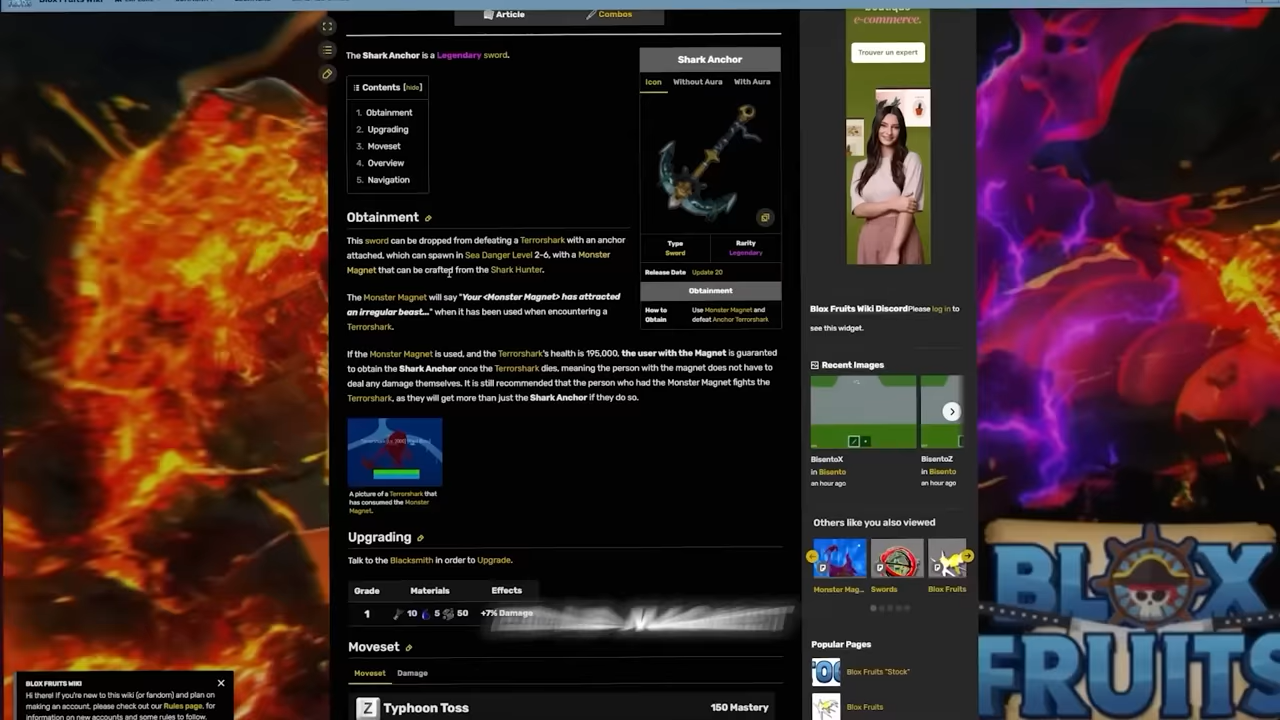 Article
Combos
The Shark Anchor is a Legendary sword.
Contents [hide]
1. Obtainment
2. Upgrading
3. Moveset
4. Overview
5. Navigation
Obtainment
This sword can be dropped from defeating a Terrorshark with an anchor
attached, which can spawn in Sea Danger Level 2-6, with a Monster
Magnet that can be crafted from the Shark Hunter.
The Monster Magnet will say "Your <Monster Magnet> has attracted
an irregular beast..." when it has been used when encountering a
Terrorshark.
If the Monster Magnet is used, and the Terrorshark's health is 195,000, the user with the Magnet is guranted
to obtain the Shark Anchor once the Terrorshark dies, meaning the person with the magnet does not have to
deal any damage themselves. It is still recommended that the person who had the Monster Magnet fights the
Terrorshark, as they will get more than just the Shark Anchor if they do so.
A picture of a Terrorshark that
has consumed the Monster
Magnet.
Upgrading
Talk to the Blacksmith in order to Upgrade.
Grade Materials Effects
1 10 5 50 +7% Damage
Moveset
Moveset Damage
Z Typhoon Toss 150 Mastery
Shark Anchor
Icon Without Aura With Aura
Type
Sword
Rarity
Legendary
Release Date Update 20
Obtainment
How to
Obtain
Use Monster Magnet and
defeat Anchor Terrorshark
e-commerce.
Trouver un expert
Blox Fruits Wiki DiscordPlease log in to
see this widget.
Recent Images
BisentoX
in Bisento
an hour ago
BisentoZ
in Bisento
an hour ago
Others like you also viewed
Monster Mag...
Swords
Blox Fruits
Popular Pages
Blox Fruits "Stock"
Blox Fruits
BLOX FRUITS WIKI
Hi there! If you're new to this wiki (or fandom) and plan on
making an account, please check out our Rules page, for
information on new accounts and some rules to follow.
BLOX
FRUITS